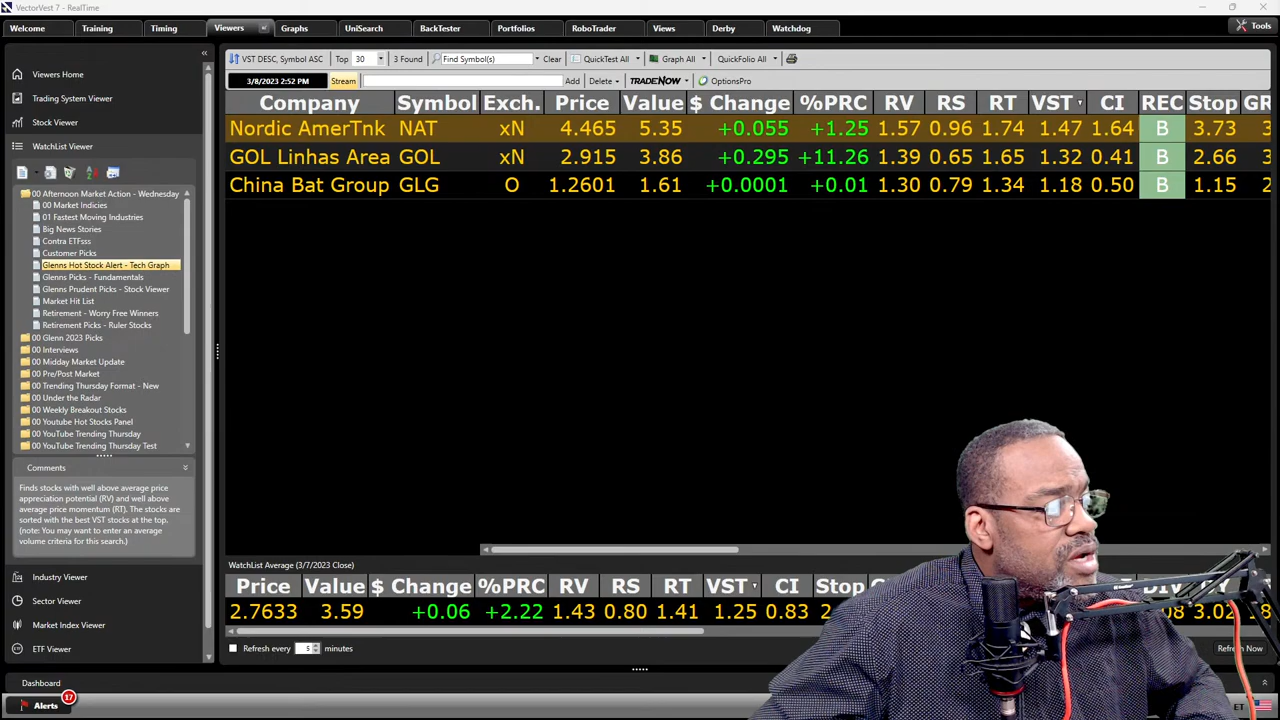 VectorVest 7 - RealTime
Welcome Training Timing Viewers Graphs UniSearch BackTester Portfolios RoboTrader Views Derby Watchdog Tools
VST DESC, Symbol ASC Top 30 3 Found Find Symbol(s) Clear QuickTest All Graph All QuickFolio All
3/8/2023 2:52 PM Stream Add Delete TRADENOW OptionsPro
Viewers Home
Trading System Viewer
Stock Viewer
WatchList Viewer
00 Afternoon Market Action - Wednesday
00 Market Indicies
01 Fastest Moving Industries
Big News Stories
Contra ETFsss
Customer Picks
Glenns Hot Stock Alert - Tech Graph
Glenns Picks - Fundamentals
Glenns Prudent Picks - Stock Viewer
Market Hit List
Retirement - Worry Free Winners
Retirement Picks - Ruler Stocks
00 Glenn 2023 Picks
00 Interviews
00 Midday Market Update
00 Pre/Post Market
00 Trending Thursday Format - New
00 Under the Radar
00 Weekly Breakout Stocks
00 Youtube Hot Stocks Panel
00 YouTube Trending Thursday
00 YouTube Trending Thursday Test
Comments
Finds stocks with well above average price
appreciation potential (RV) and well above
average price momentum (RT). The stocks are
sorted with the best VST stocks at the top.
(note: You may want to enter an average
volume criteria for this search.)
Industry Viewer
Sector Viewer
Market Index Viewer
ETF Viewer
Company Symbol Exch. Price Value $ Change %PRC RV RS RT VST CI REC Stop GR
Nordic AmerTnk NAT xN 4.465 5.35 +0.055 +1.25 1.57 0.96 1.74 1.47 1.64 B 3.73
GOL Linhas Area GOL xN 2.915 3.86 +0.295 +11.26 1.39 0.65 1.65 1.32 0.41 B 2.66
China Bat Group GLG O 1.2601 1.61 +0.0001 +0.01 1.30 0.79 1.34 1.18 0.50 B 1.15
WatchList Average (3/7/2023 Close)
Price Value $ Change %PRC RV RS RT VST CI Stop
2.7633 3.59 +0.06 +2.22 1.43 0.80 1.41 1.25 0.83
Refresh every 5 minutes
Dashboard
Alerts 17
ET